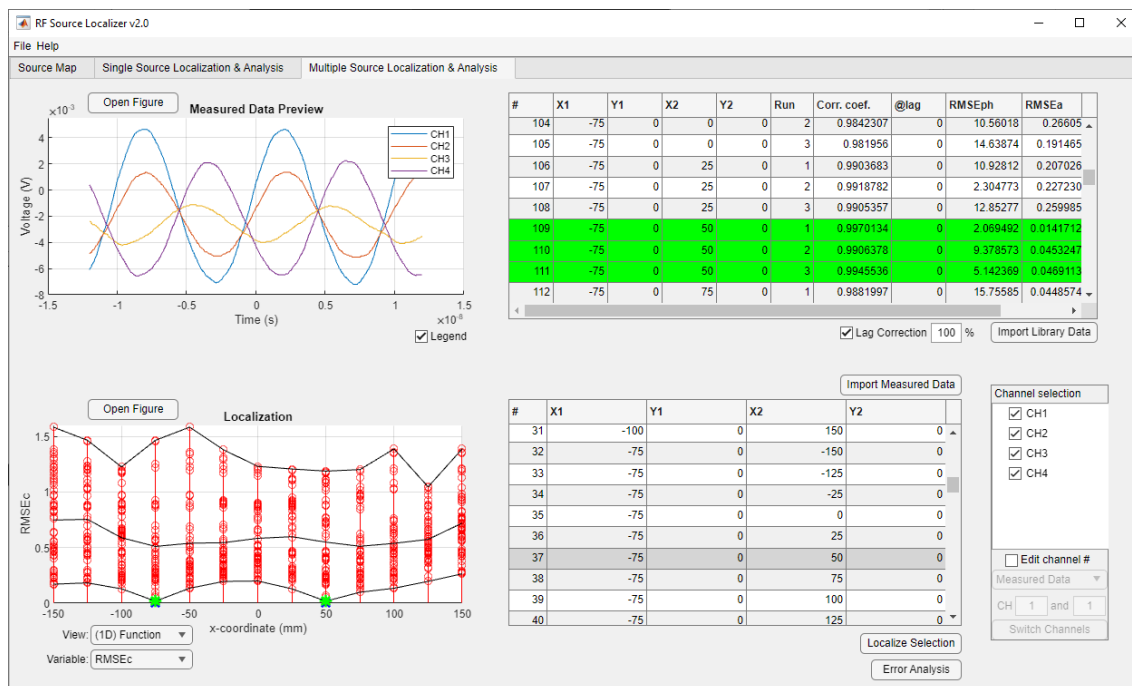 RF Source Localizer v2.0
File Help
Source Map
Single Source Localization & Analysis
Multiple Source Localization & Analysis
Open Figure
Measured Data Preview
×10⁻³
4
2
0
-2
-4
-6
-8
Voltage (V)
CH1
CH2
CH3
CH4
-1.5 -1 -0.5 0 0.5 1 1.5
×10⁻⁸
Time (s)
Legend
# X1 Y1 X2 Y2 Run Corr. coef. @lag RMSEph RMSEa
104 -75 0 0 0 2 0.9842307 0 10.56018 0.26605
105 -75 0 0 0 3 0.981956 0 14.63874 0.191465
106 -75 0 25 0 1 0.9903683 0 10.92812 0.207026
107 -75 0 25 0 2 0.9918782 0 2.304773 0.227230
108 -75 0 25 0 3 0.9905357 0 12.85277 0.259985
109 -75 0 50 0 1 0.9970134 0 2.069492 0.0141712
110 -75 0 50 0 2 0.9906378 0 9.378573 0.0453247
111 -75 0 50 0 3 0.9945536 0 5.142369 0.0469113
112 -75 0 75 0 1 0.9881997 0 15.75585 0.0448574
Lag Correction 100 %
Import Library Data
Open Figure
Localization
1.5
1
0.5
0
RMSEc
-150 -100 -50 0 50 100 150
x-coordinate (mm)
View: (1D) Function
Variable: RMSEc
Import Measured Data
# X1 Y1 X2 Y2
31 -100 0 150 0
32 -75 0 -150 0
33 -75 0 -125 0
34 -75 0 -25 0
35 -75 0 0 0
36 -75 0 25 0
37 -75 0 50 0
38 -75 0 75 0
39 -75 0 100 0
40 -75 0 125 0
Localize Selection
Error Analysis
Channel selection
CH1
CH2
CH3
CH4
Edit channel #
Measured Data
CH 1 and 1
Switch Channels